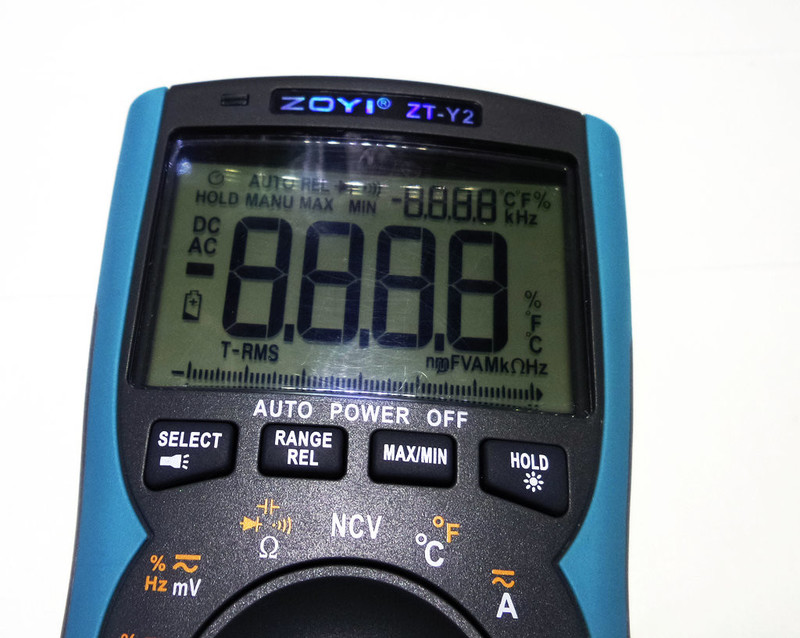 ZOYI® ZT-Y2
AUTO REL
HOLD MANU MAX MIN -8.8.8.8 °C°F%
kHz
DC
AC
-8.8.8.8
%
°F
°C
T-RMS
FVAMkΩHz
AUTO POWER OFF
SELECT
RANGE
REL
MAX/MIN
HOLD
NCV
°F
°C
Ω
%
Hz mV
A
%